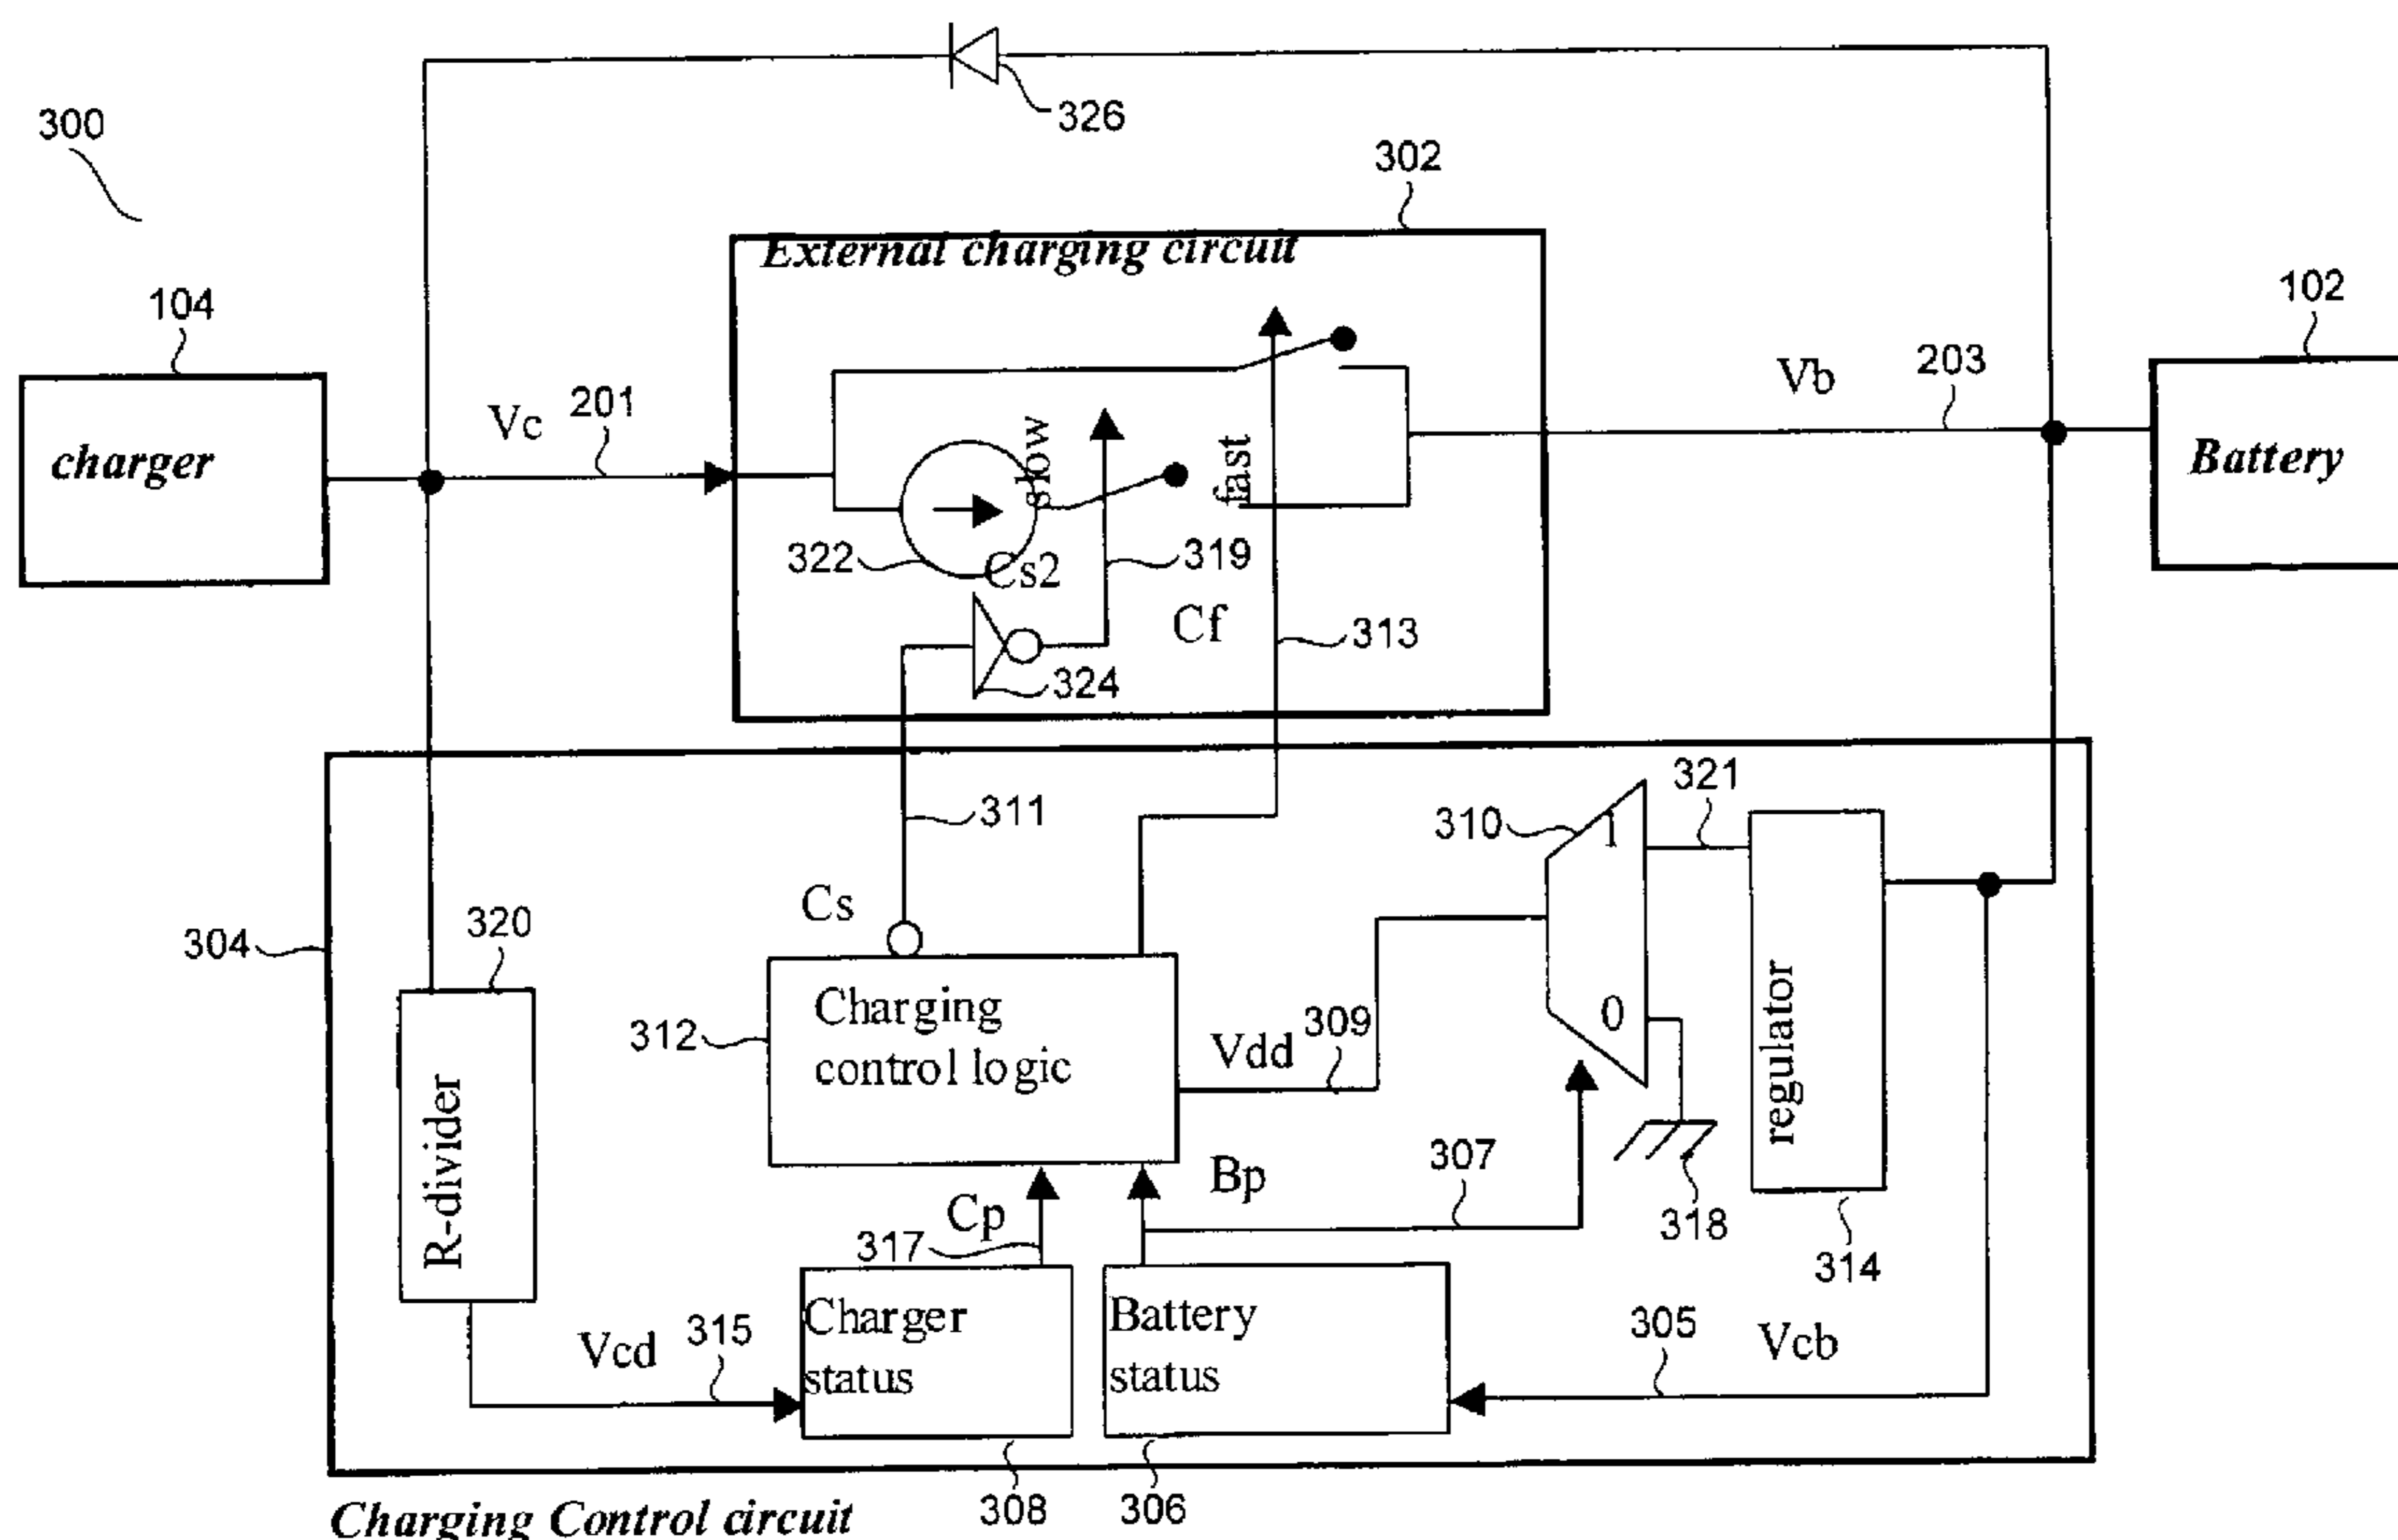 300
326
302
External charging circuit
104
102
charger
Vc
201
slow
fast
Vb
203
Battery
322
Cs2
319
Cf
313
324
311
310
1
321
Cs
304
320
312
Charging
control logic
Vdd
309
0
regulator
R-divider
Cp
317
Bp
307
318
314
Vcd
315
Charger
status
Battery
status
305
Vcb
308
306
Charging Control circuit